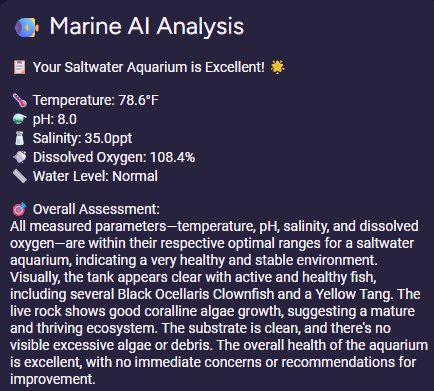 Marine AI Analysis
📋 Your Saltwater Aquarium is Excellent! 🌟
🌡️ Temperature: 78.6°F
pH: 8.0
🧂 Salinity: 35.0ppt
Dissolved Oxygen: 108.4%
📏 Water Level: Normal
🎯 Overall Assessment:
All measured parameters—temperature, pH, salinity, and dissolved
oxygen—are within their respective optimal ranges for a saltwater
aquarium, indicating a very healthy and stable environment.
Visually, the tank appears clear with active and healthy fish,
including several Black Ocellaris Clownfish and a Yellow Tang. The
live rock shows good coralline algae growth, suggesting a mature
and thriving ecosystem. The substrate is clean, and there's no
visible excessive algae or debris. The overall health of the aquarium
is excellent, with no immediate concerns or recommendations for
improvement.